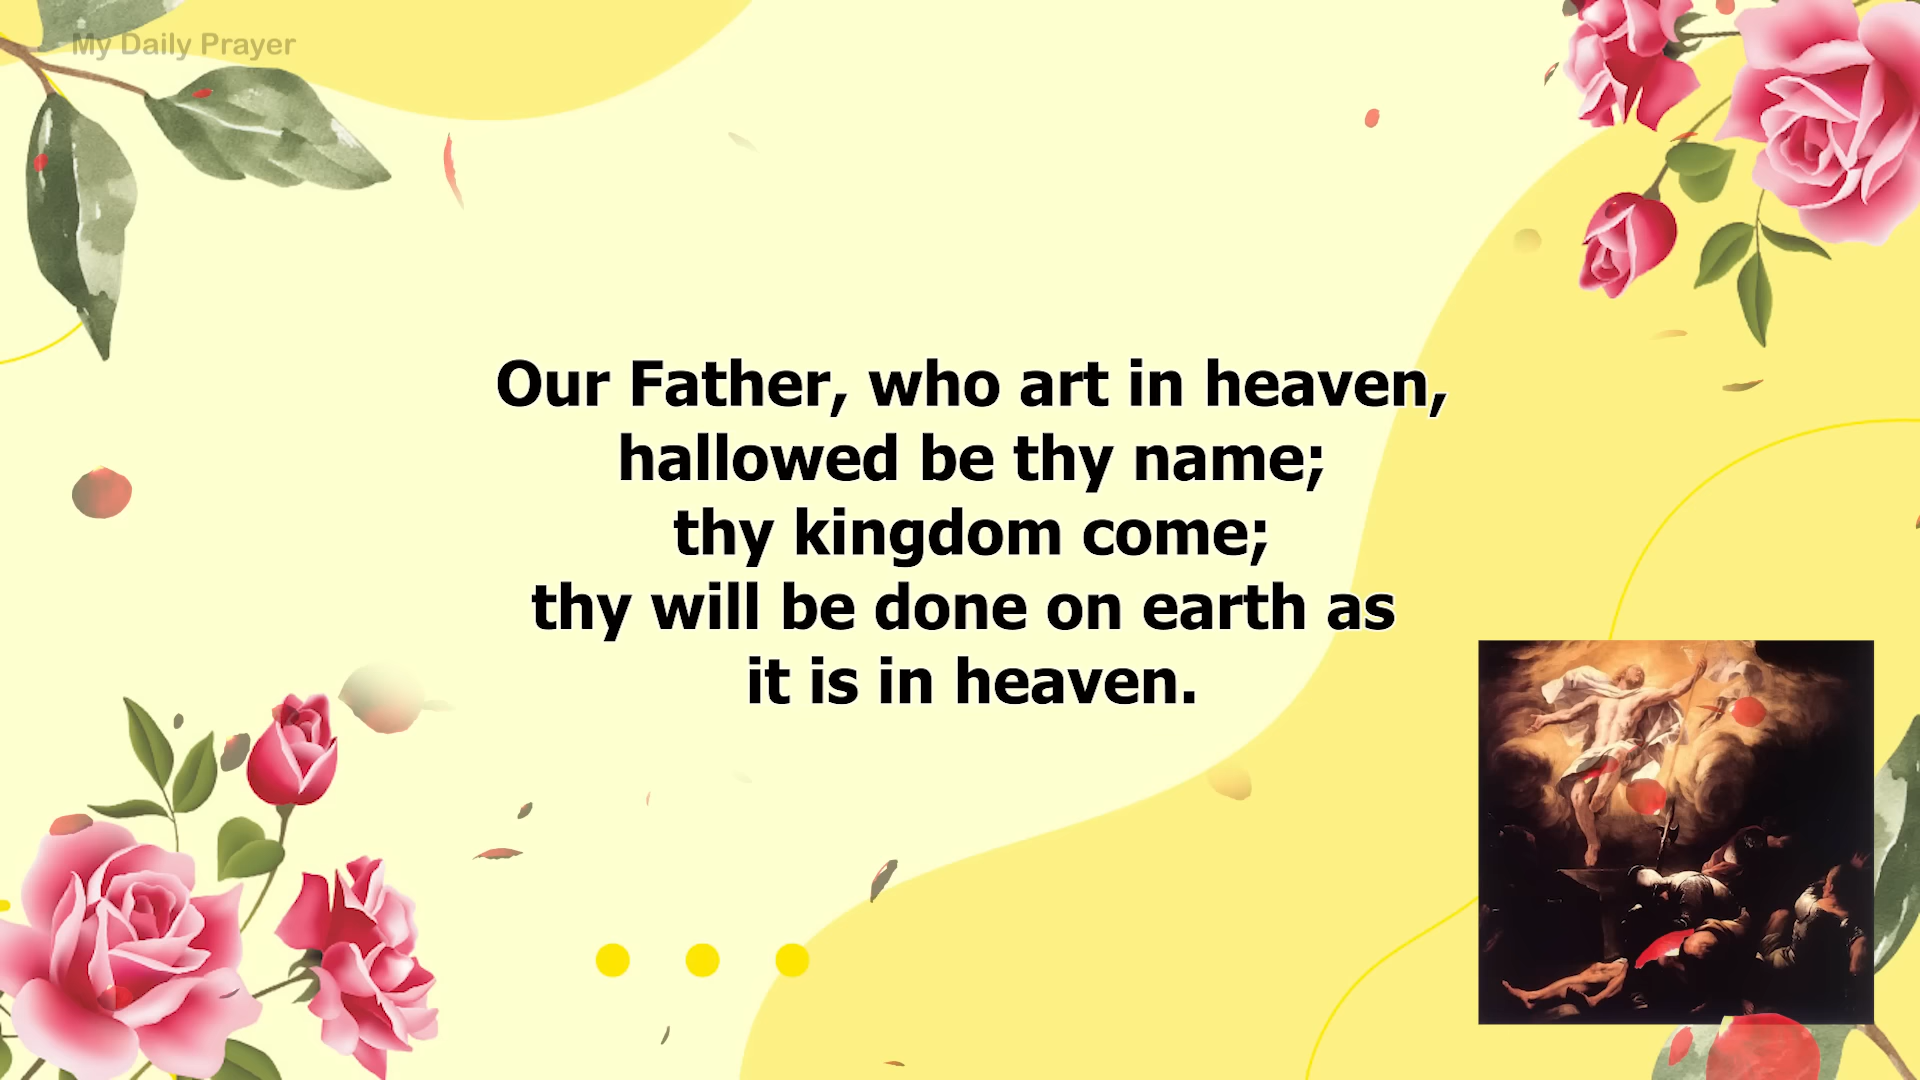 My Daily Prayer
Our Father, who art in heaven,
hallowed be thy name;
thy kingdom come;
thy will be done on earth as
it is in heaven.